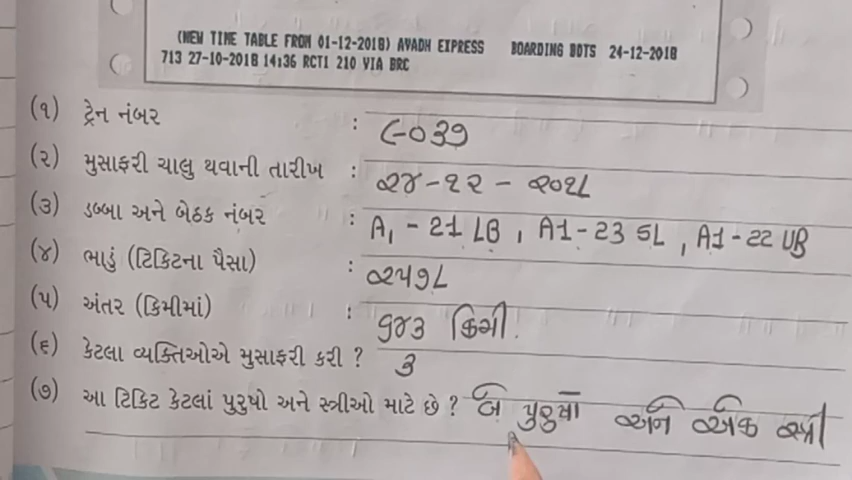 (NEW TIME TABLE FROM 01-12-2018) AVADH EXPRESS BOARDING BDTS 24-12-2018
713 27-10-2018 14:36 RCT1 210 VIA BRC
(૧) ટ્રેન નંબર : ૯૦૩૭
(૨) મુસાફરી ચાલુ થવાની તારીખ : ૨૪-૧૨-૨૦૧૮
(૩) ડબ્બા અને બેઠક નંબર : A1 - 21 LB, A1-23 SL, A1-22 UB
(૪) ભાડું (ટિકિટના પૈસા) : ૨૫૧૮
(૫) અંતર (કિમીમાં) : ૧૪૩ કિમી.
(૬) કેટલા વ્યક્તિઓએ મુસાફરી કરી ? ૩
(૭) આ ટિકિટ કેટલાં પુરુષો અને સ્ત્રીઓ માટે છે ? બે પુરુષો અને એક સ્ત્રી